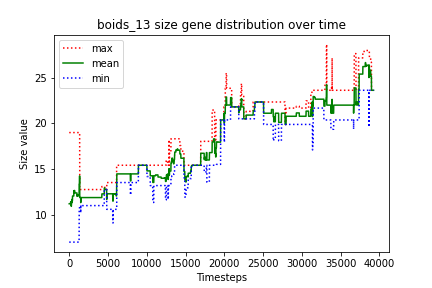 boids_13 size gene distribution over time
max
mean
min
Size value
25
20
15
10
0
5000
10000
15000
20000
25000
30000
35000
40000
Timesteps